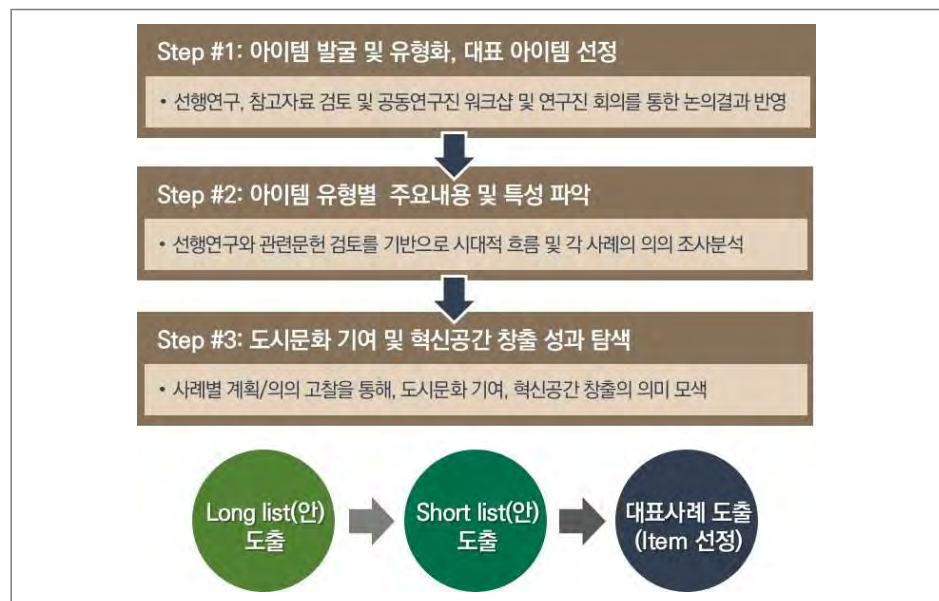 Step #1: 아이템 발굴 및 유형화, 대표 아이템 선정
• 선행연구, 참고자료 검토 및 공동연구진 워크샵 및 연구진 회의를 통한 논의결과 반영
Step #2: 아이템 유형별 주요내용 및 특성 파악
• 선행연구와 관련문헌 검토를 기반으로 시대적 흐름 및 각 사례의 의의 조사분석
Step #3: 도시문화 기여 및 혁신공간 창출 성과 탐색
• 사례별 계획/의의 고찰을 통해, 도시문화 기여, 혁신공간 창출의 의미 모색
Long list(안)
도출
Short list(안)
도출
대표사례 도출
(Item 선정)